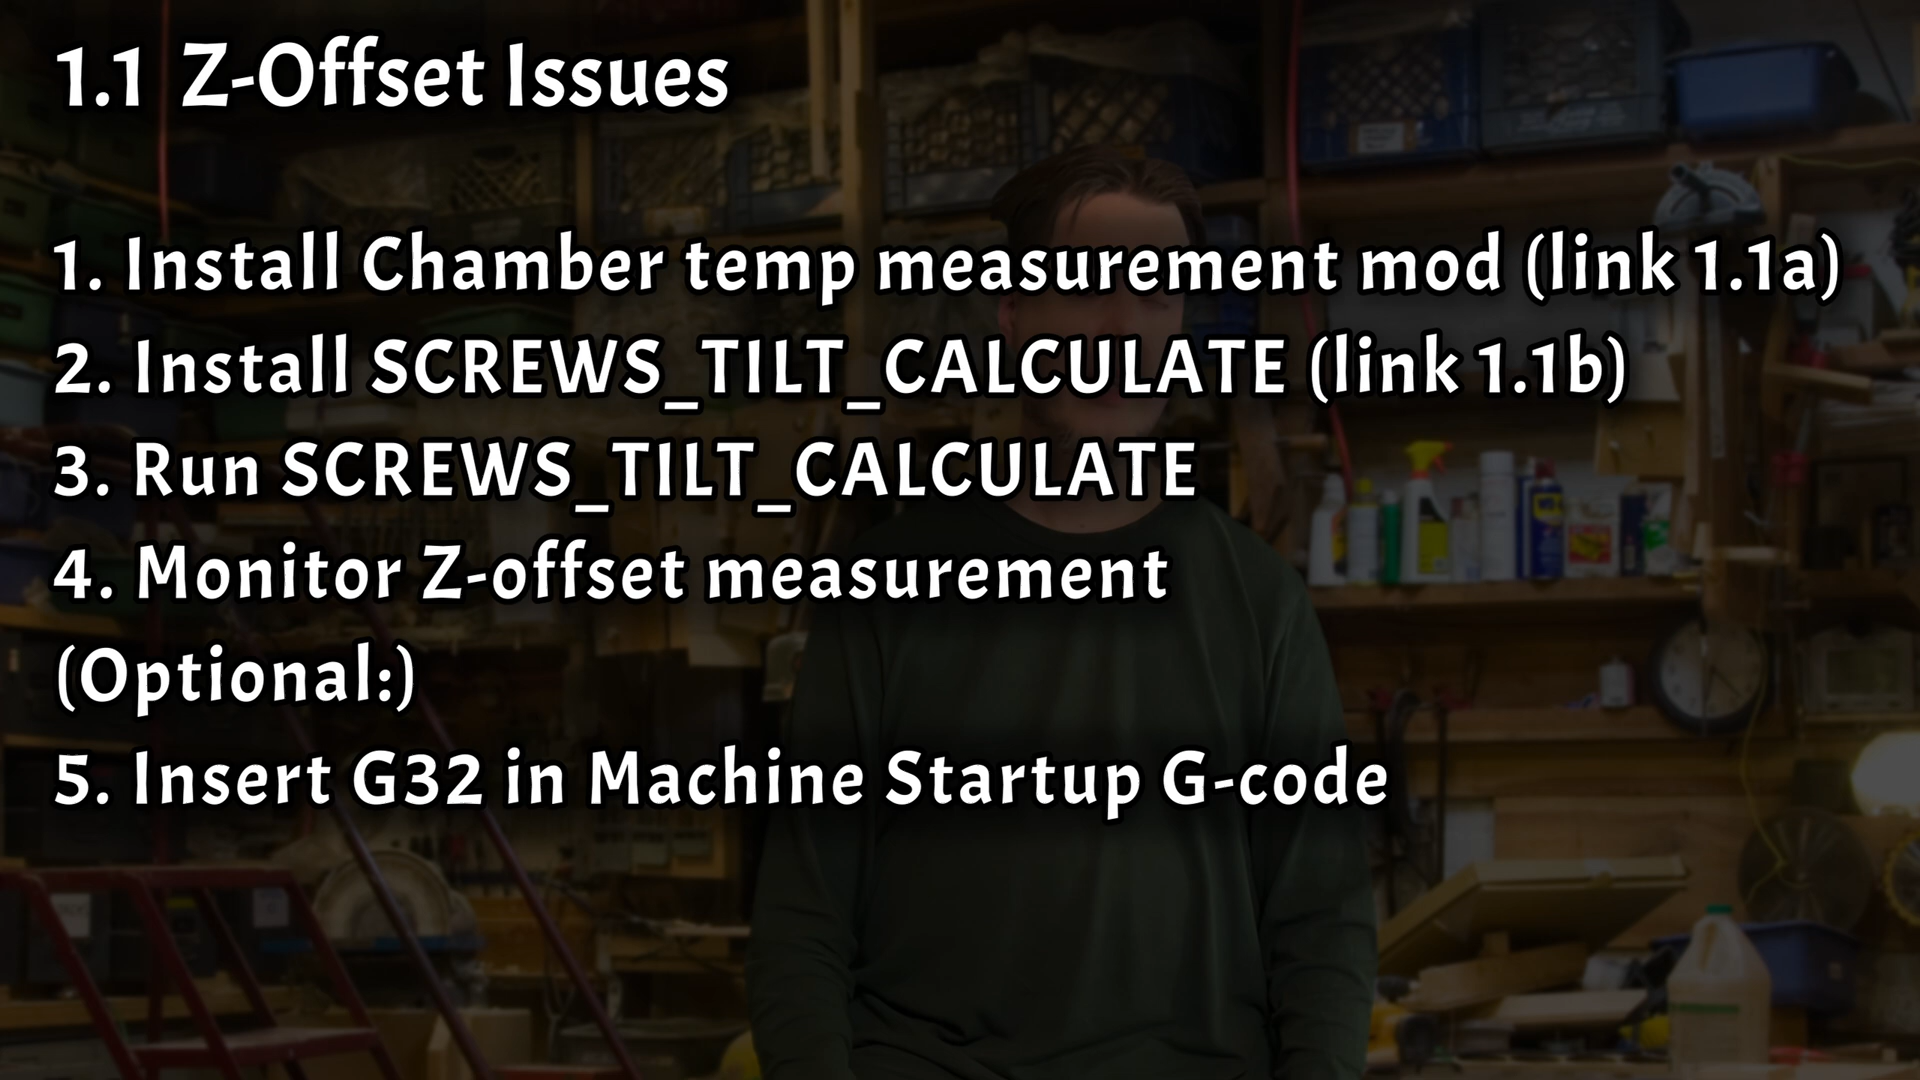 1.1 Z-Offset Issues
1. Install Chamber temp measurement mod (link 1.1a)
2. Install SCREWS_TILT_CALCULATE (link 1.1b)
3. Run SCREWS_TILT_CALCULATE
4. Monitor Z-offset measurement
(Optional:)
5. Insert G32 in Machine Startup G-code